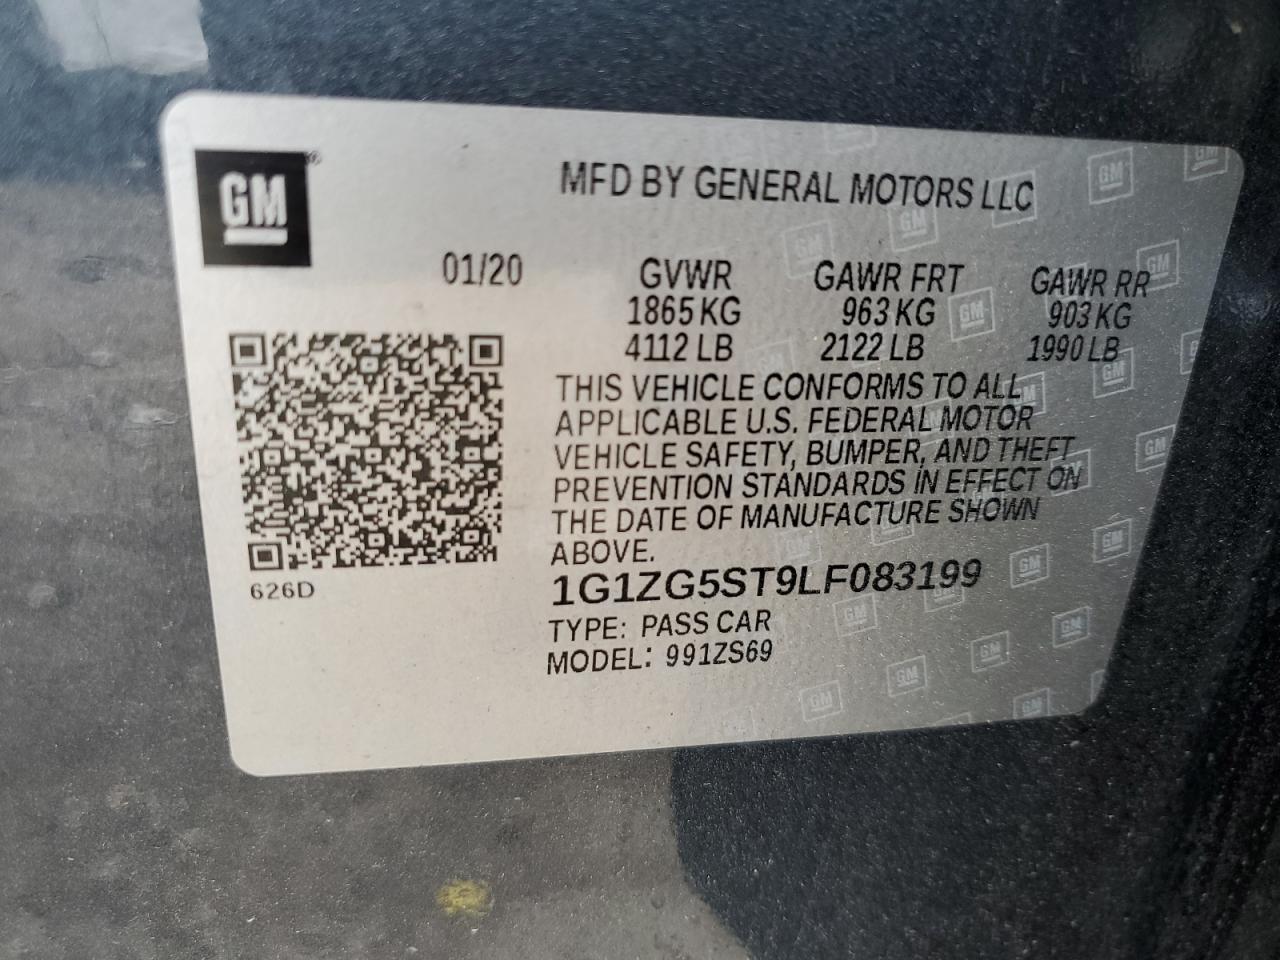 GM
MFD BY GENERAL MOTORS LLC
01/20 GVWR GAWR FRT GAWR RR
1865 KG 963 KG 903 KG
4112 LB 2122 LB 1990 LB
THIS VEHICLE CONFORMS TO ALL
APPLICABLE U.S. FEDERAL MOTOR
VEHICLE SAFETY, BUMPER, AND THEFT
PREVENTION STANDARDS IN EFFECT ON
THE DATE OF MANUFACTURE SHOWN
ABOVE.
626D
1G1ZG5ST9LF083199
TYPE: PASS CAR
MODEL: 991ZS69